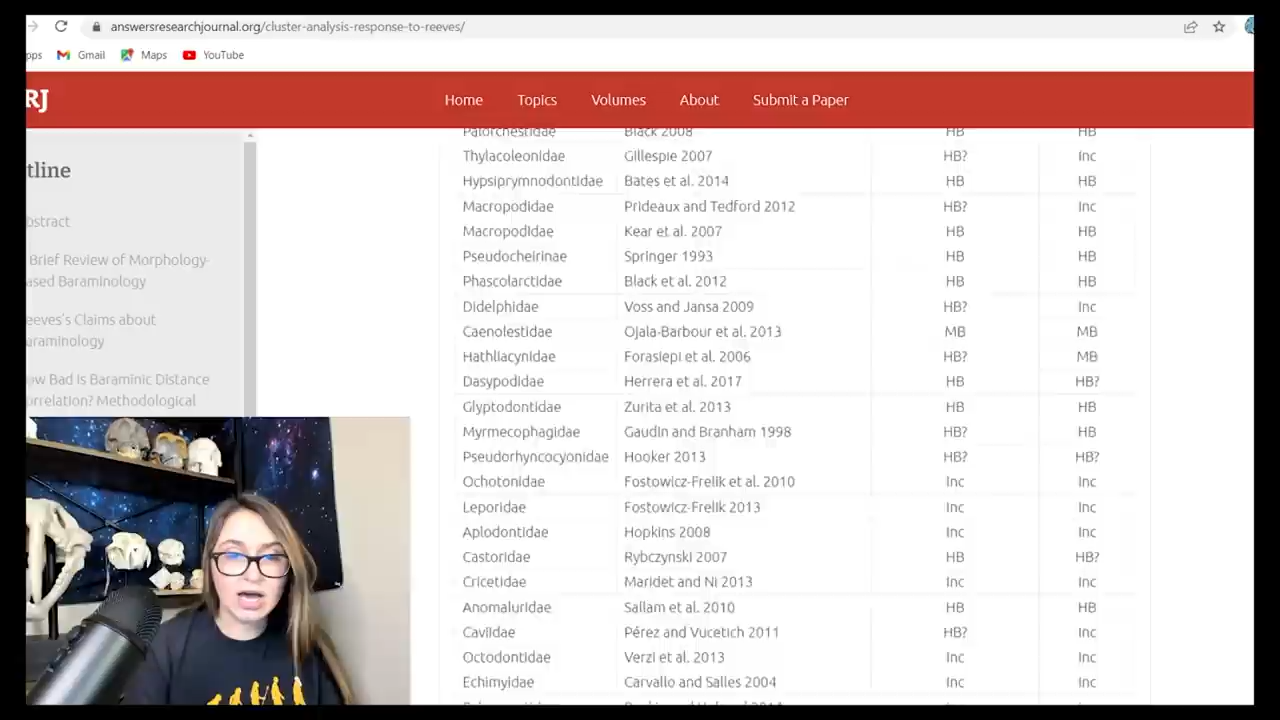 answersresearchjournal.org/cluster-analysis-response-to-reeves/
pps Gmail Maps YouTube
RJ Home Topics Volumes About Submit a Paper
tline
bstract
Brief Review of Morphology-
ased Baraminology
eeves's Claims about
araminology
ow Bad Is Baraminic Distance
orrelation? Methodological
Palorchestidae Black 2008 HB HB
Thylacoleonidae Gillespie 2007 HB? Inc
Hypsiprymnodontidae Bates et al. 2014 HB HB
Macropodidae Prideaux and Tedford 2012 HB? Inc
Macropodidae Kear et al. 2007 HB HB
Pseudocheirinae Springer 1993 HB HB
Phascolarctidae Black et al. 2012 HB HB
Didelphidae Voss and Jansa 2009 HB? Inc
Caenolestidae Ojala-Barbour et al. 2013 MB MB
Hathliacynidae Forasiepi et al. 2006 HB? MB
Dasypodidae Herrera et al. 2017 HB HB?
Glyptodontidae Zurita et al. 2013 HB HB
Myrmecophagidae Gaudin and Branham 1998 HB? HB
Pseudorhyncocyonidae Hooker 2013 HB? HB?
Ochotonidae Fostowicz-Frelik et al. 2010 Inc Inc
Leporidae Fostowicz-Frelik 2013 Inc Inc
Aplodontidae Hopkins 2008 Inc Inc
Castoridae Rybczynski 2007 HB HB?
Cricetidae Maridet and Ni 2013 Inc Inc
Anomaluridae Sallam et al. 2010 HB HB
Caviidae Pérez and Vucetich 2011 HB? Inc
Octodontidae Verzi et al. 2013 Inc Inc
Echimyidae Carvallo and Salles 2004 Inc Inc